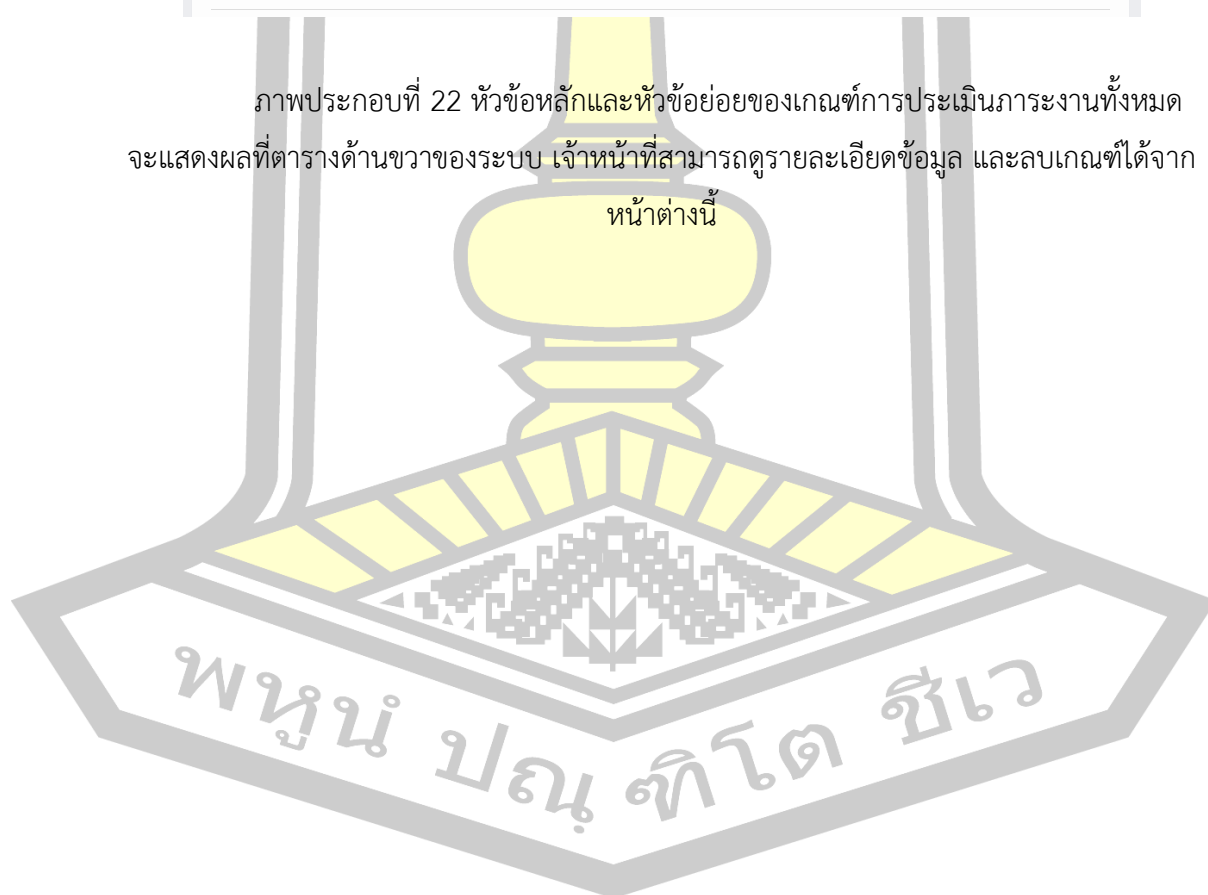 ภาพประกอบที่ 22 หัวข้อหลักและหัวข้อย่อยของเกณฑ์การประเมินภาระงานทั้งหมด
จะแสดงผลที่ตารางด้านขวาของระบบ เจ้าหน้าที่สามารถดูรายละเอียดข้อมูล และลบเกณฑ์ได้จาก
หน้าต่างนี้
พหูนํ ปณฺ ฑิโต ชีเว